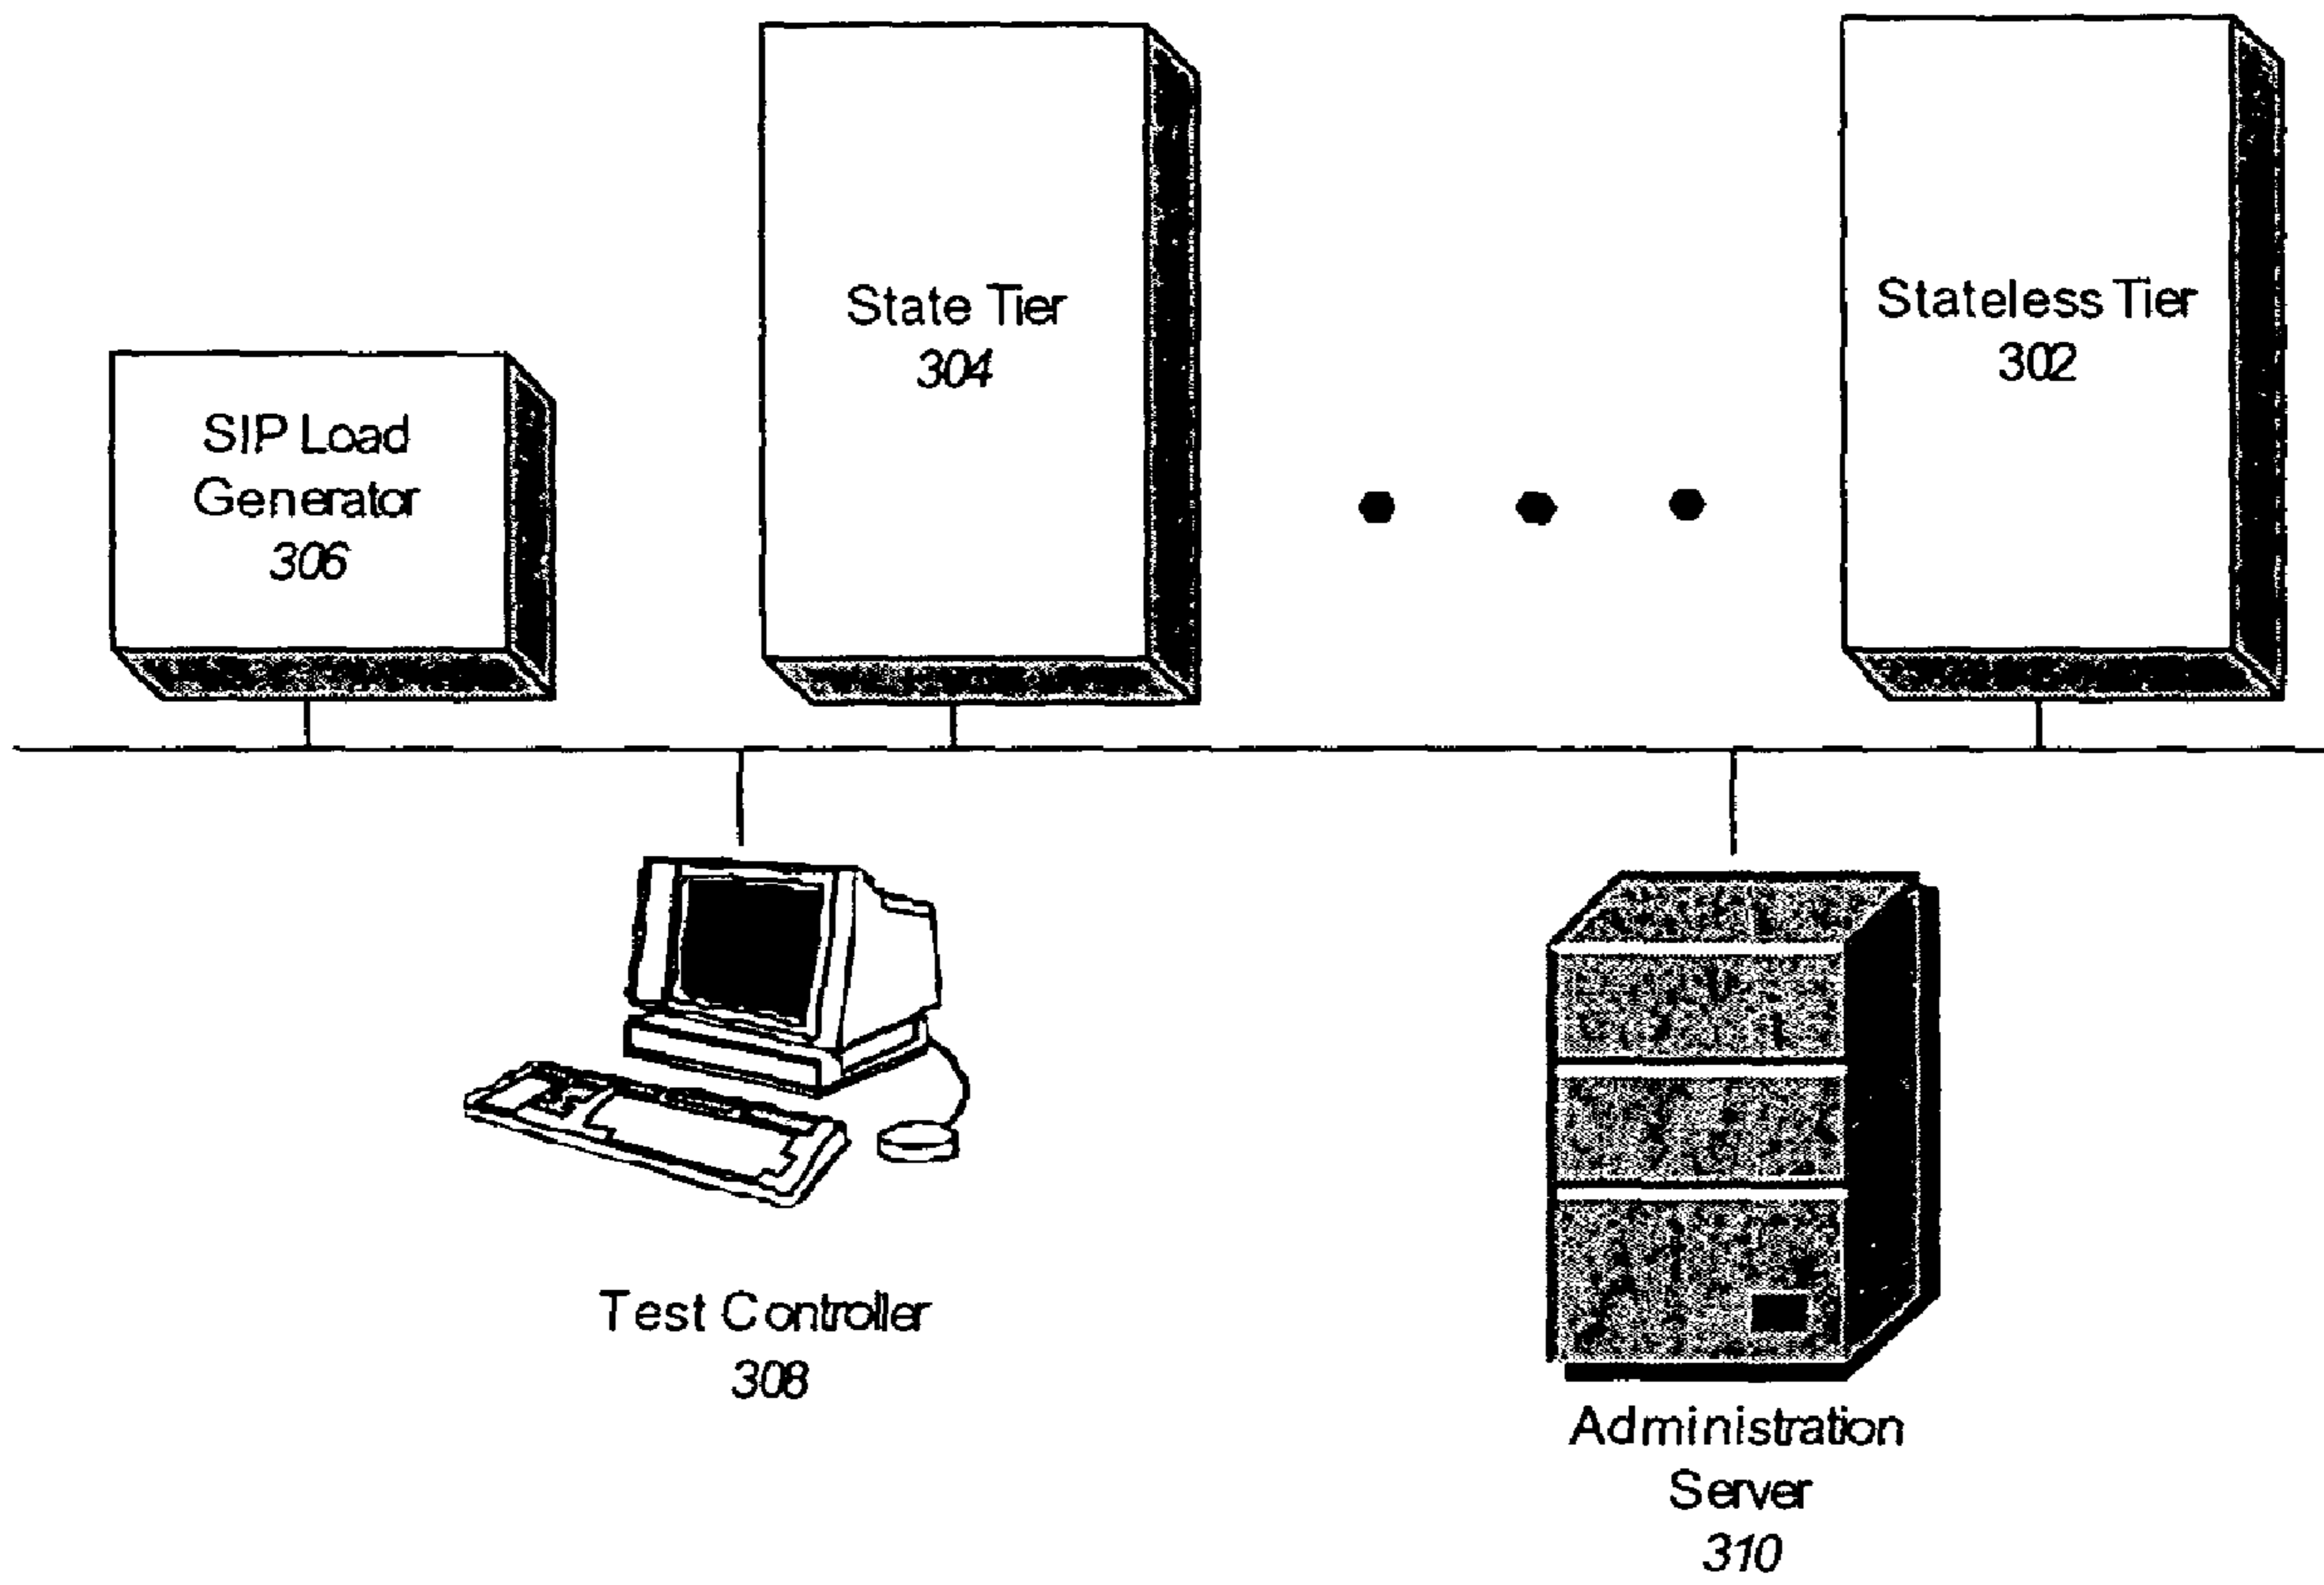 State Tier
304
Stateless Tier
302
SIP Load
Generator
306
Test Controller
308
Administration
Server
310